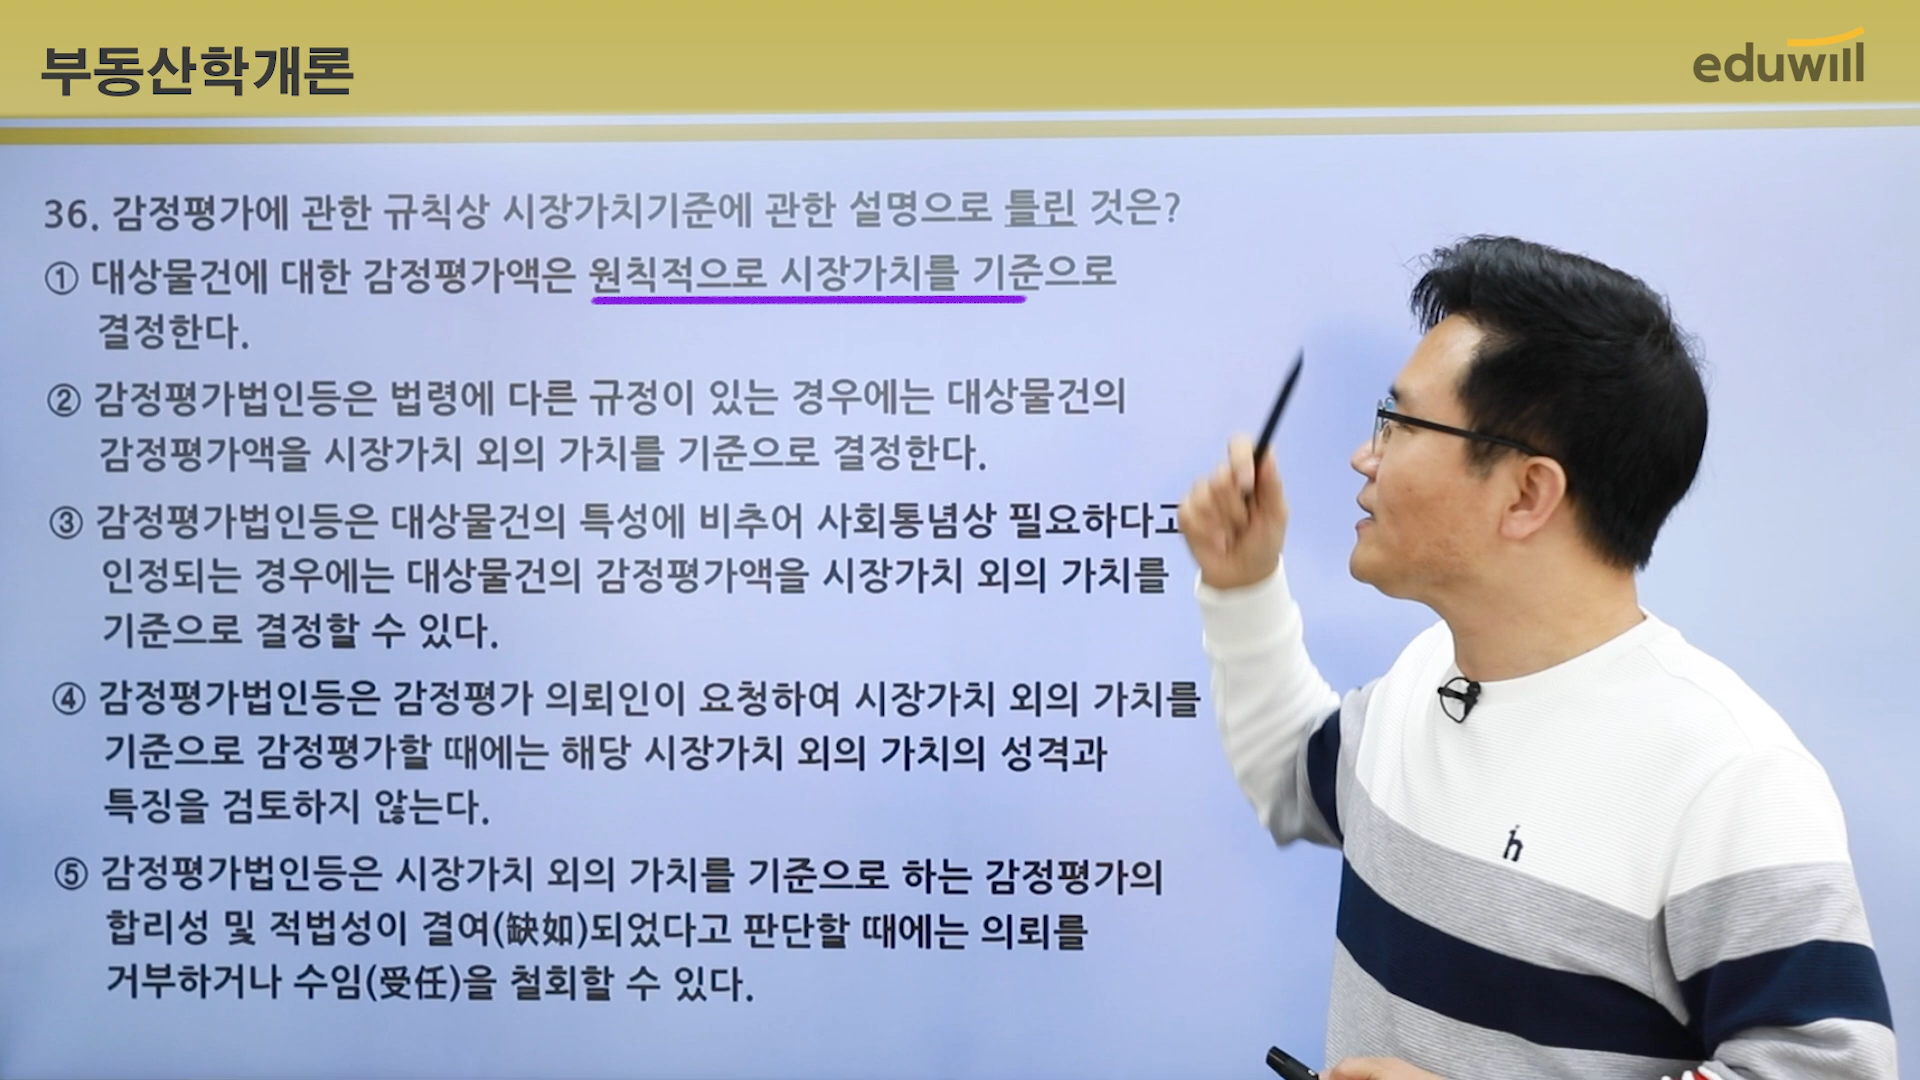 부동산학개론
eduwill
36. 감정평가에 관한 규칙상 시장가치기준에 관한 설명으로 틀린 것은?
① 대상물건에 대한 감정평가액은 원칙적으로 시장가치를 기준으로
결정한다.
② 감정평가법인등은 법령에 다른 규정이 있는 경우에는 대상물건의
감정평가액을 시장가치 외의 가치를 기준으로 결정한다.
③ 감정평가법인등은 대상물건의 특성에 비추어 사회통념상 필요하다고
인정되는 경우에는 대상물건의 감정평가액을 시장가치 외의 가치를
기준으로 결정할 수 있다.
④ 감정평가법인등은 감정평가 의뢰인이 요청하여 시장가치 외의 가치를
기준으로 감정평가할 때에는 해당 시장가치 외의 가치의 성격과
특징을 검토하지 않는다.
⑤ 감정평가법인등은 시장가치 외의 가치를 기준으로 하는 감정평가의
합리성 및 적법성이 결여(缺如)되었다고 판단할 때에는 의뢰를
거부하거나 수임(受任)을 철회할 수 있다.
h